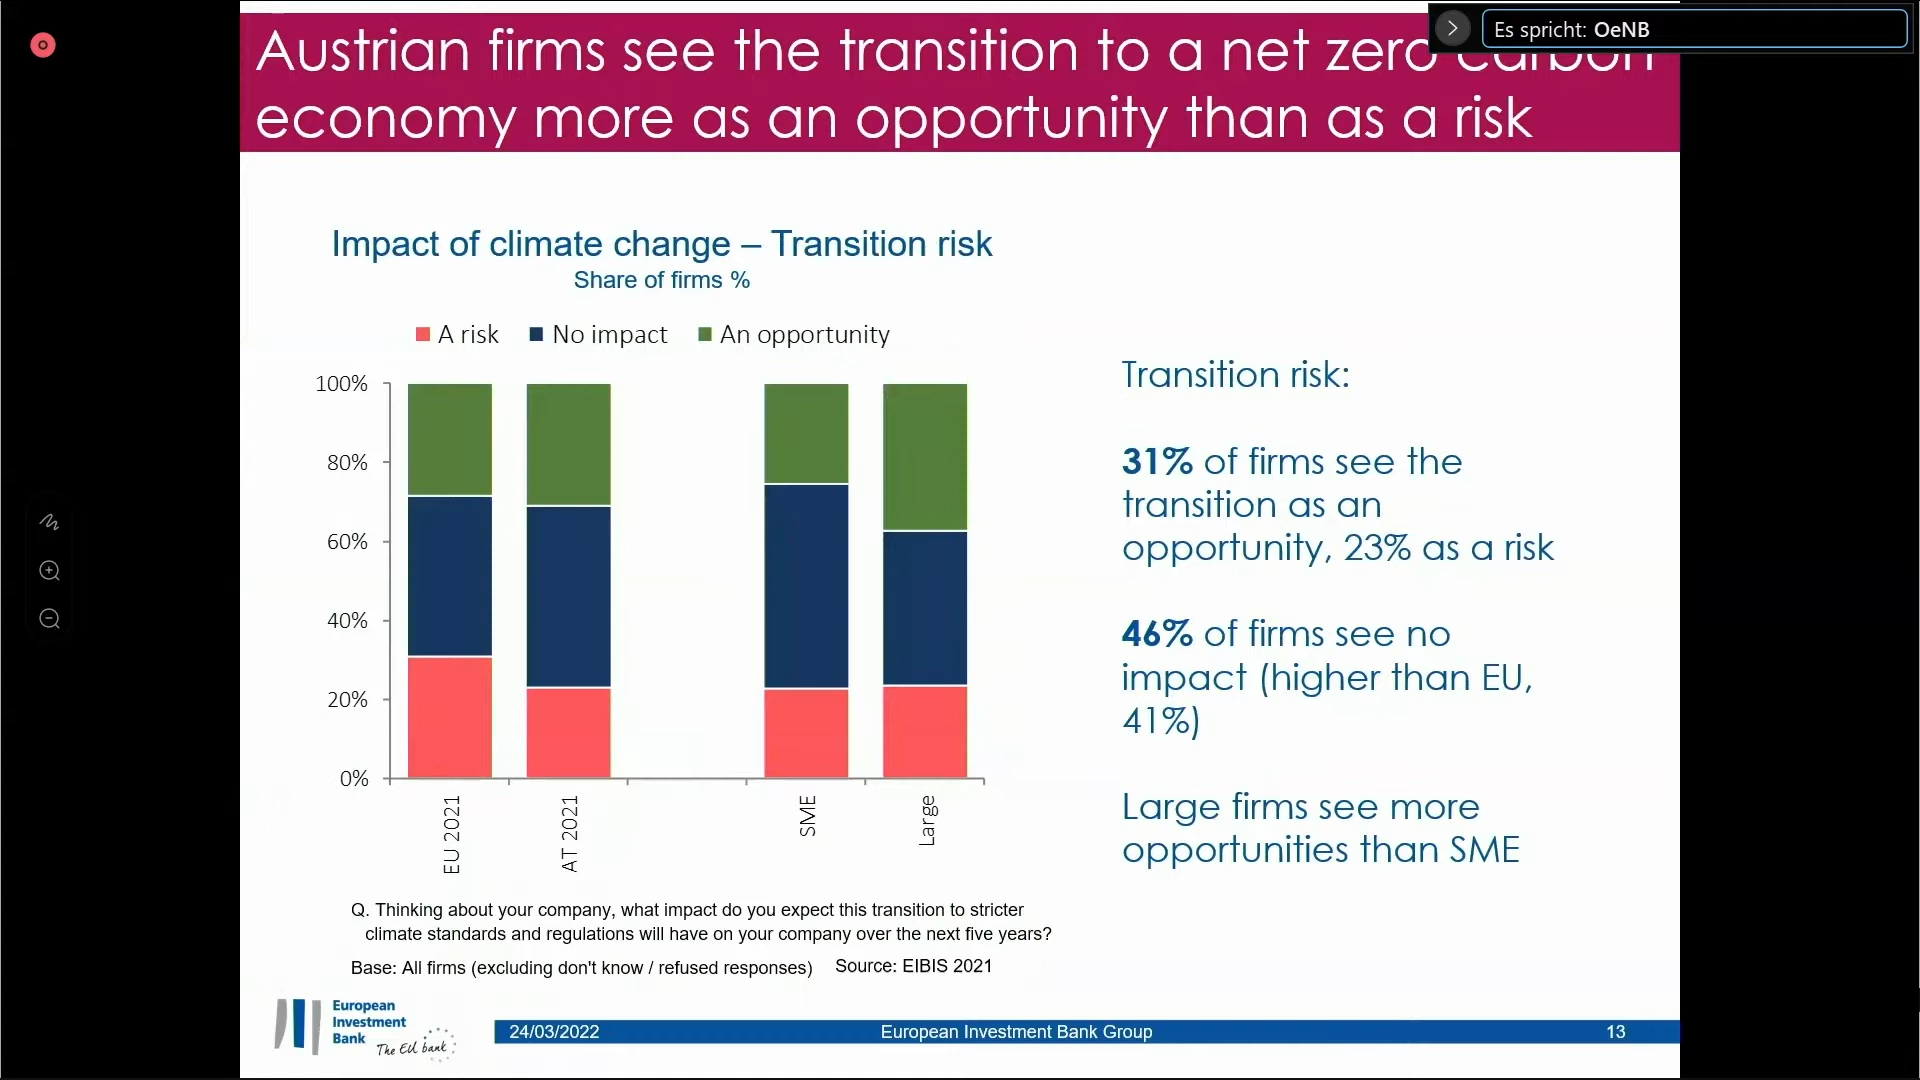 Es spricht: OeNB
Austrian firms see the transition to a net zero carbon
economy more as an opportunity than as a risk
Impact of climate change – Transition risk
Share of firms %
A risk No impact An opportunity
100%
80%
60%
40%
20%
0%
EU 2021
AT 2021
SME
Large
Transition risk:
31% of firms see the
transition as an
opportunity, 23% as a risk
46% of firms see no
impact (higher than EU,
41%)
Large firms see more
opportunities than SME
Q. Thinking about your company, what impact do you expect this transition to stricter
climate standards and regulations will have on your company over the next five years?
Base: All firms (excluding don't know / refused responses) Source: EIBIS 2021
European
Investment
Bank
The EU bank
24/03/2022 European Investment Bank Group 13